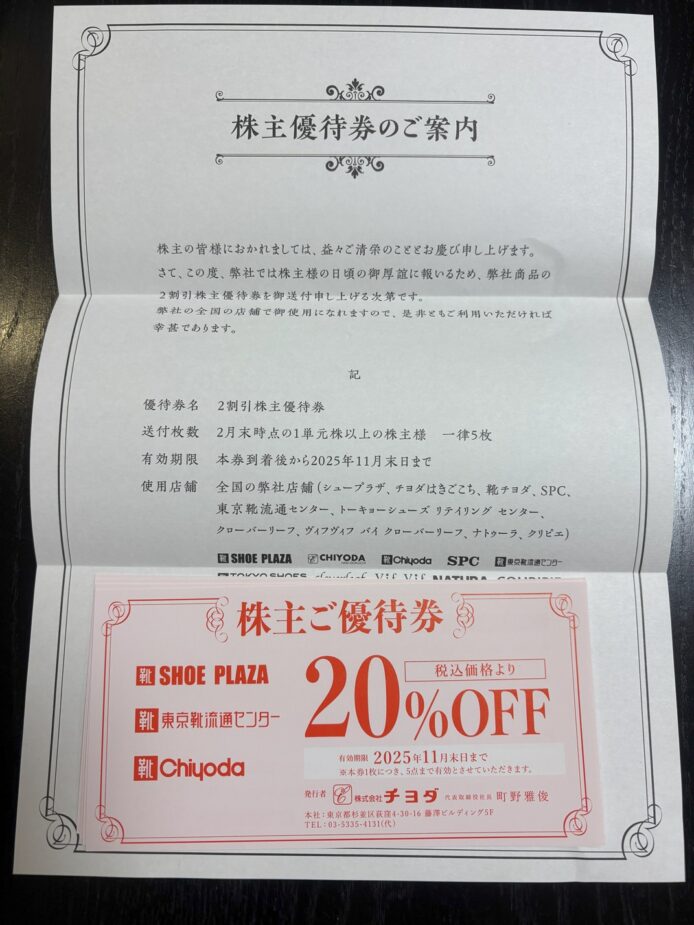 株主優待券のご案内
株主の皆様におかれましては、益々ご清栄のこととお慶び申し上げます。
さて、この度、弊社では株主様の日頃の御厚誼に報いるため、弊社商品の
2割引株主優待券を御送付申し上げる次第です。
弊社の全国の店舗で御使用になれますので、是非ともご利用いただければ
幸甚であります。
記
優待券名 2割引株主優待券
送付枚数 2月末時点の1単元株以上の株主様 一律5枚
有効期限 本券到着後から2025年11月末日まで
使用店舗 全国の弊社店舗(シュープラザ、チヨダはきごこち、靴チヨダ、SPC、
東京靴流通センター、トーキョーシューズ リテイリング センター、
クローバーリーフ、ヴィフヴィフ バイ クローバーリーフ、ナトゥーラ、クリピエ)
靴 SHOE PLAZA CHIYODA 靴 Chiyoda SPC 靴 東京靴流通センター
TOKYO SHOES Vif Vif NATURA
株主ご優待券
靴 SHOE PLAZA
靴 東京靴流通センター
靴 Chiyoda
税込価格より
20%OFF
有効期限 2025年11月末日まで
※本券1枚につき、5点まで有効とさせていただきます。
発行者 株式会社チヨダ 代表取締役社長 町野雅俊
本社:東京都杉並区荻窪4-30-16 藤澤ビルディング5F
TEL:03-5335-4131(代)